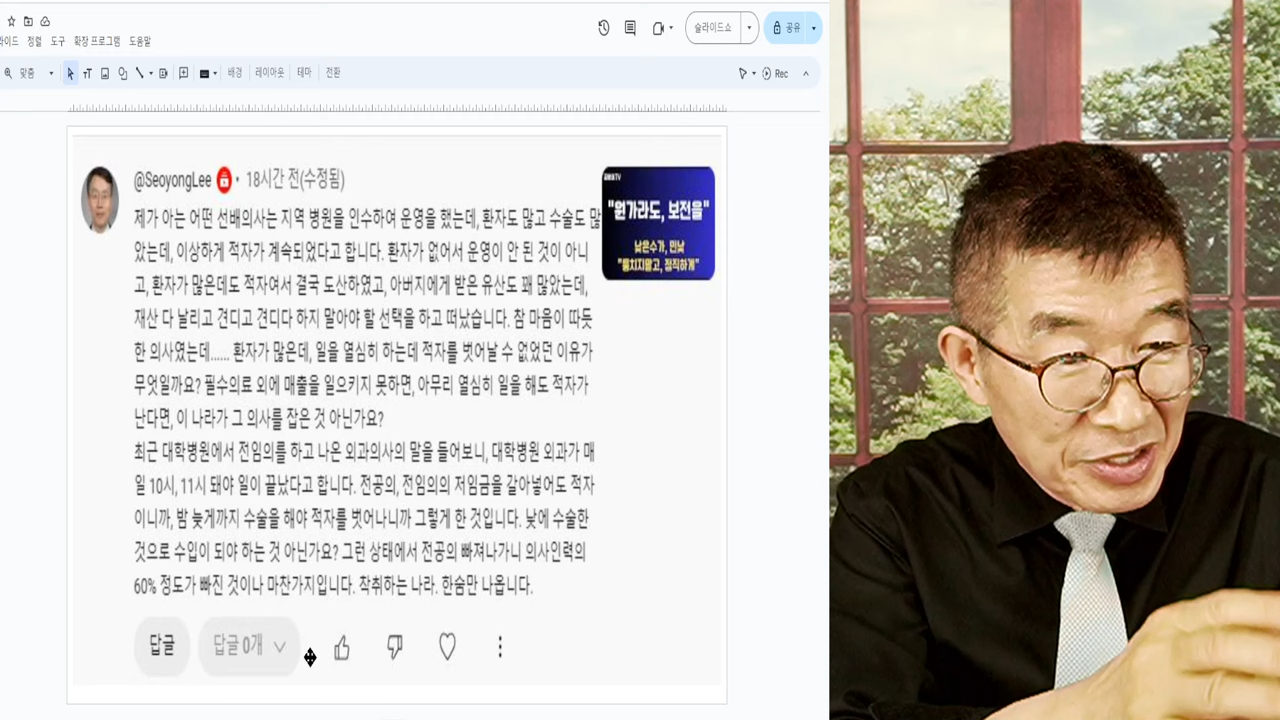 라이드 정렬 도구 확장 프로그램 도움말
슬라이드쇼
공유
맞춤
배경
레이아웃
테마
전환
Rec
@SeoyongLee · 18시간 전(수정됨)
제가 아는 어떤 선배의사는 지역 병원을 인수하여 운영을 했는데, 환자도 많고 수술도 많
았는데, 이상하게 적자가 계속되었다고 합니다. 환자가 없어서 운영이 안 된 것이 아니
고, 환자가 많은데도 적자여서 결국 도산하였고, 아버지에게 받은 유산도 꽤 많았는데,
재산 다 날리고 견디고 견디다 하지 말아야 할 선택을 하고 떠났습니다. 참 마음이 따듯
한 의사였는데...... 환자가 많은데, 일을 열심히 하는데 적자를 벗어날 수 없었던 이유가
무엇일까요? 필수의료 외에 매출을 일으키지 못하면, 아무리 열심히 일을 해도 적자가
난다면, 이 나라가 그 의사를 잡은 것 아닌가요?
최근 대학병원에서 전임의를 하고 나온 외과의사의 말을 들어보니, 대학병원 외과가 매
일 10시, 11시 돼야 일이 끝났다고 합니다. 전공의, 전임의의 저임금을 갈아넣어도 적자
이니까, 밤 늦게까지 수술을 해야 적자를 벗어나니까 그렇게 한 것입니다. 낮에 수술한
것으로 수입이 되야 하는 것 아닌가요? 그런 상태에서 전공의 빠져나가니 의사인력의
60% 정도가 빠진 것이나 마찬가지입니다. 착취하는 나라. 한숨만 나옵니다.
"원가라도, 보전을"
낮은수가, 민낯
"퉁치지말고, 정직하게"
답글
답글 0개